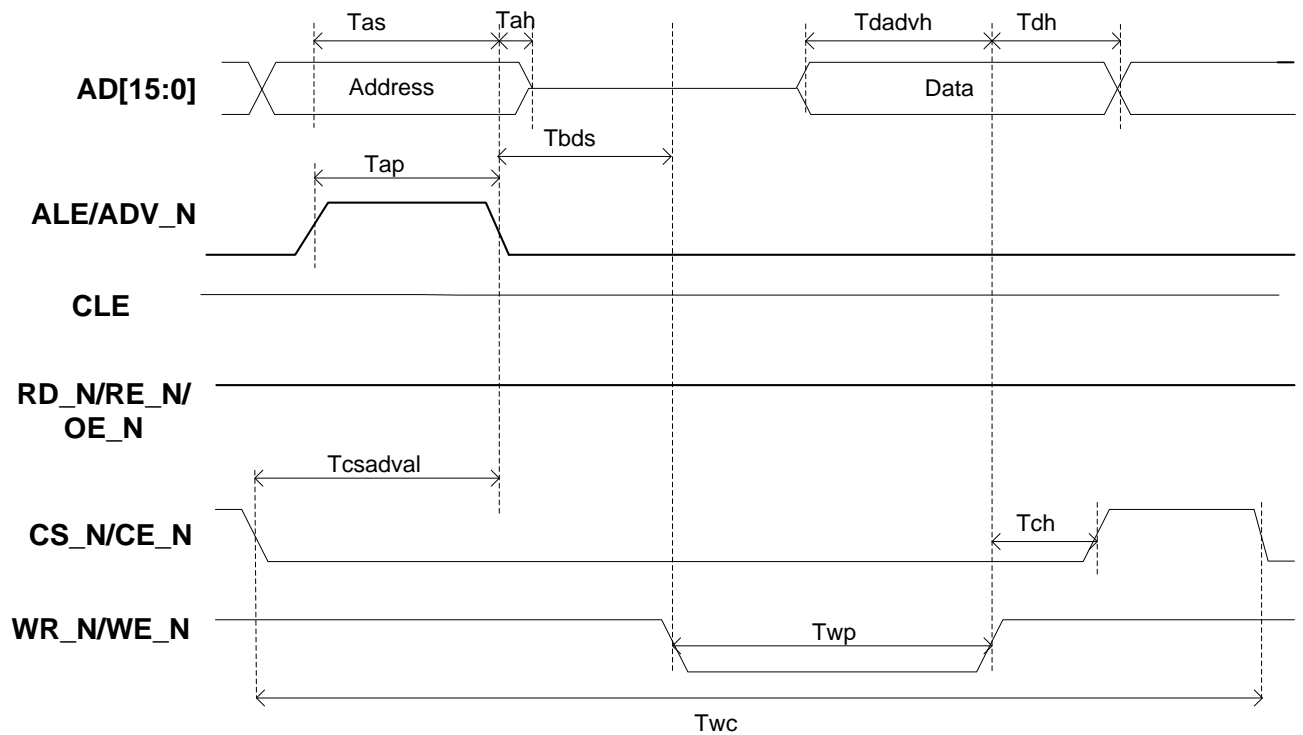 Tas
Tah
Tdadvh
Tdh
AD[15:0]
Address
Data
Tbds
Tap
ALE/ADV_N
CLE
RD_N/RE_N/
OE_N
Tcsadval
CS_N/CE_N
Tch
WR_N/WE_N
Twp
Twc